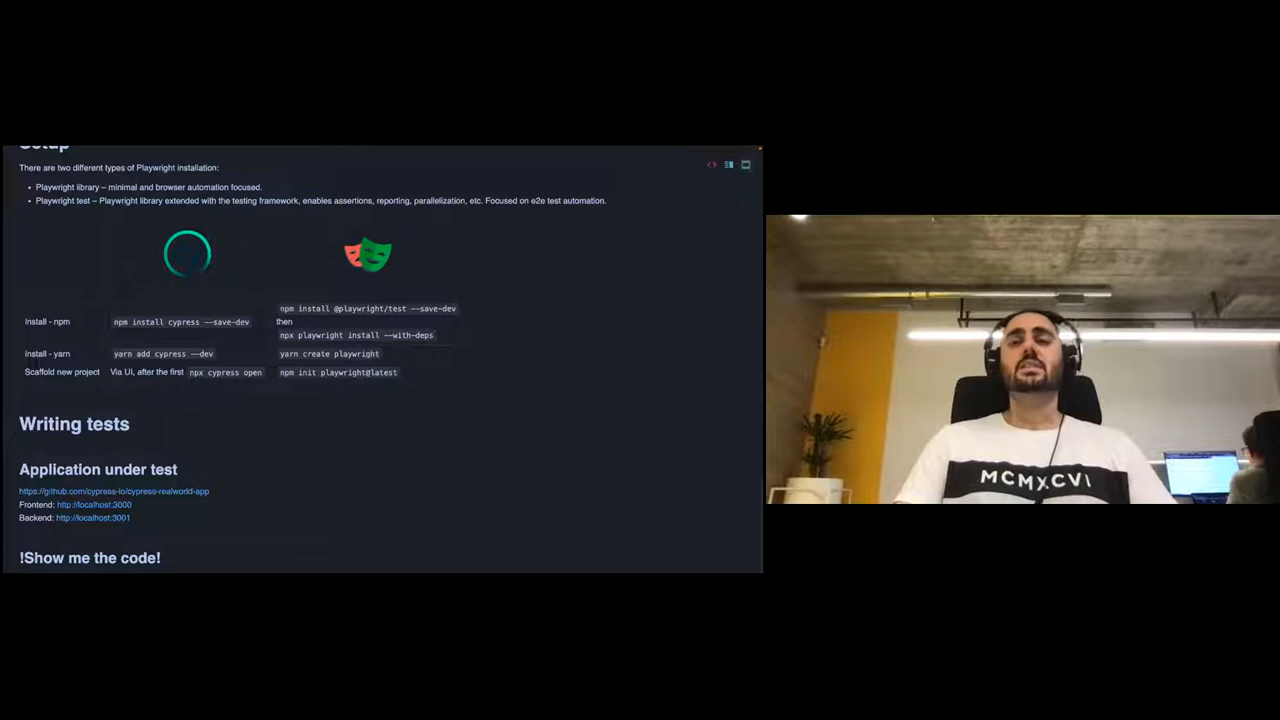 Setup
There are two different types of Playwright installation:
• Playwright library – minimal and browser automation focused.
• Playwright test – Playwright library extended with the testing framework, enables assertions, reporting, parallelization, etc. Focused on e2e test automation.
npm install @playwright/test --save-dev
Install - npm npm install cypress --save-dev then
npx playwright install --with-deps
Install - yarn yarn add cypress --dev yarn create playwright
Scaffold new project Via UI, after the first npx cypress open npm init playwright@latest
Writing tests
Application under test
https://github.com/cypress-io/cypress-realworld-app
Frontend: http://localhost:3000
Backend: http://localhost:3001
!Show me the code!
MCMXCVI